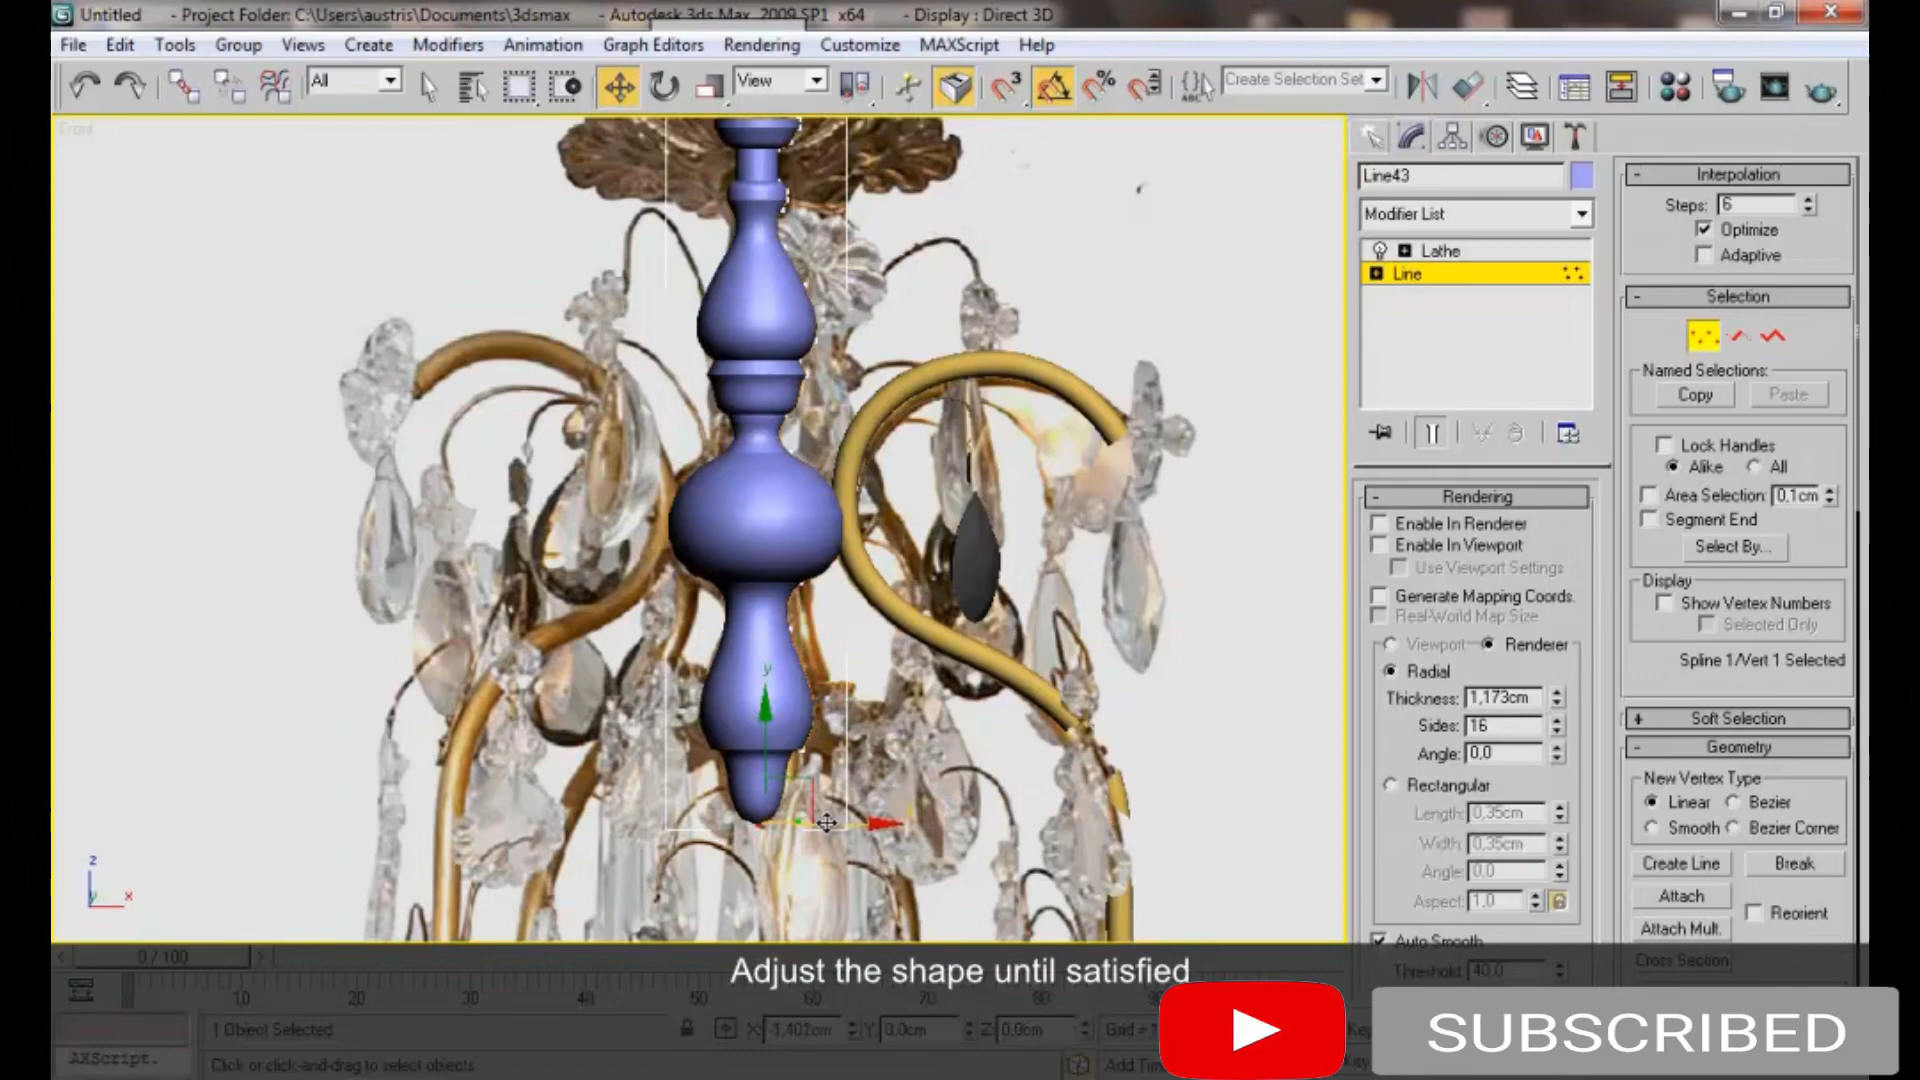 Untitled - Project Folder: C:\Users\austris\Documents\3dsmax - Autodesk 3ds Max 2009 SP1 x64 - Display : Direct 3D
File Edit Tools Group Views Create Modifiers Animation Graph Editors Rendering Customize MAXScript Help
All View 3 % ABC Create Selection Set
Front
Line43
Modifier List
Lathe
Line
Rendering
Enable In Renderer
Enable In Viewport
Use Viewport Settings
Generate Mapping Coords.
Real-World Map Size
Viewport Renderer
Radial
Thickness: 1,173cm
Sides: 16
Angle: 0,0
Rectangular
Length: 0,35cm
Width: 0,35cm
Angle: 0,0
Aspect: 1,0
Auto Smooth
Threshold: 40,0
Interpolation
Steps: 6
Optimize
Adaptive
Selection
Named Selections:
Copy Paste
Lock Handles
Alike All
Area Selection: 0,1cm
Segment End
Select By...
Display
Show Vertex Numbers
Selected Only
Spline 1/Vert 1 Selected
Soft Selection
Geometry
New Vertex Type
Linear Bezier
Smooth Bezier Corner
Create Line Break
Attach
Reorient
Attach Mult.
Cross Section
y
z
y x
0 / 100
Adjust the shape until satisfied
10 20 30 40 50 60 70 80
1 Object Selected X: -1,402cm Y: 0,0cm Z: 0,0cm Grid = 1
AXScript. Click or click-and-drag to select objects Add Tim
SUBSCRIBED